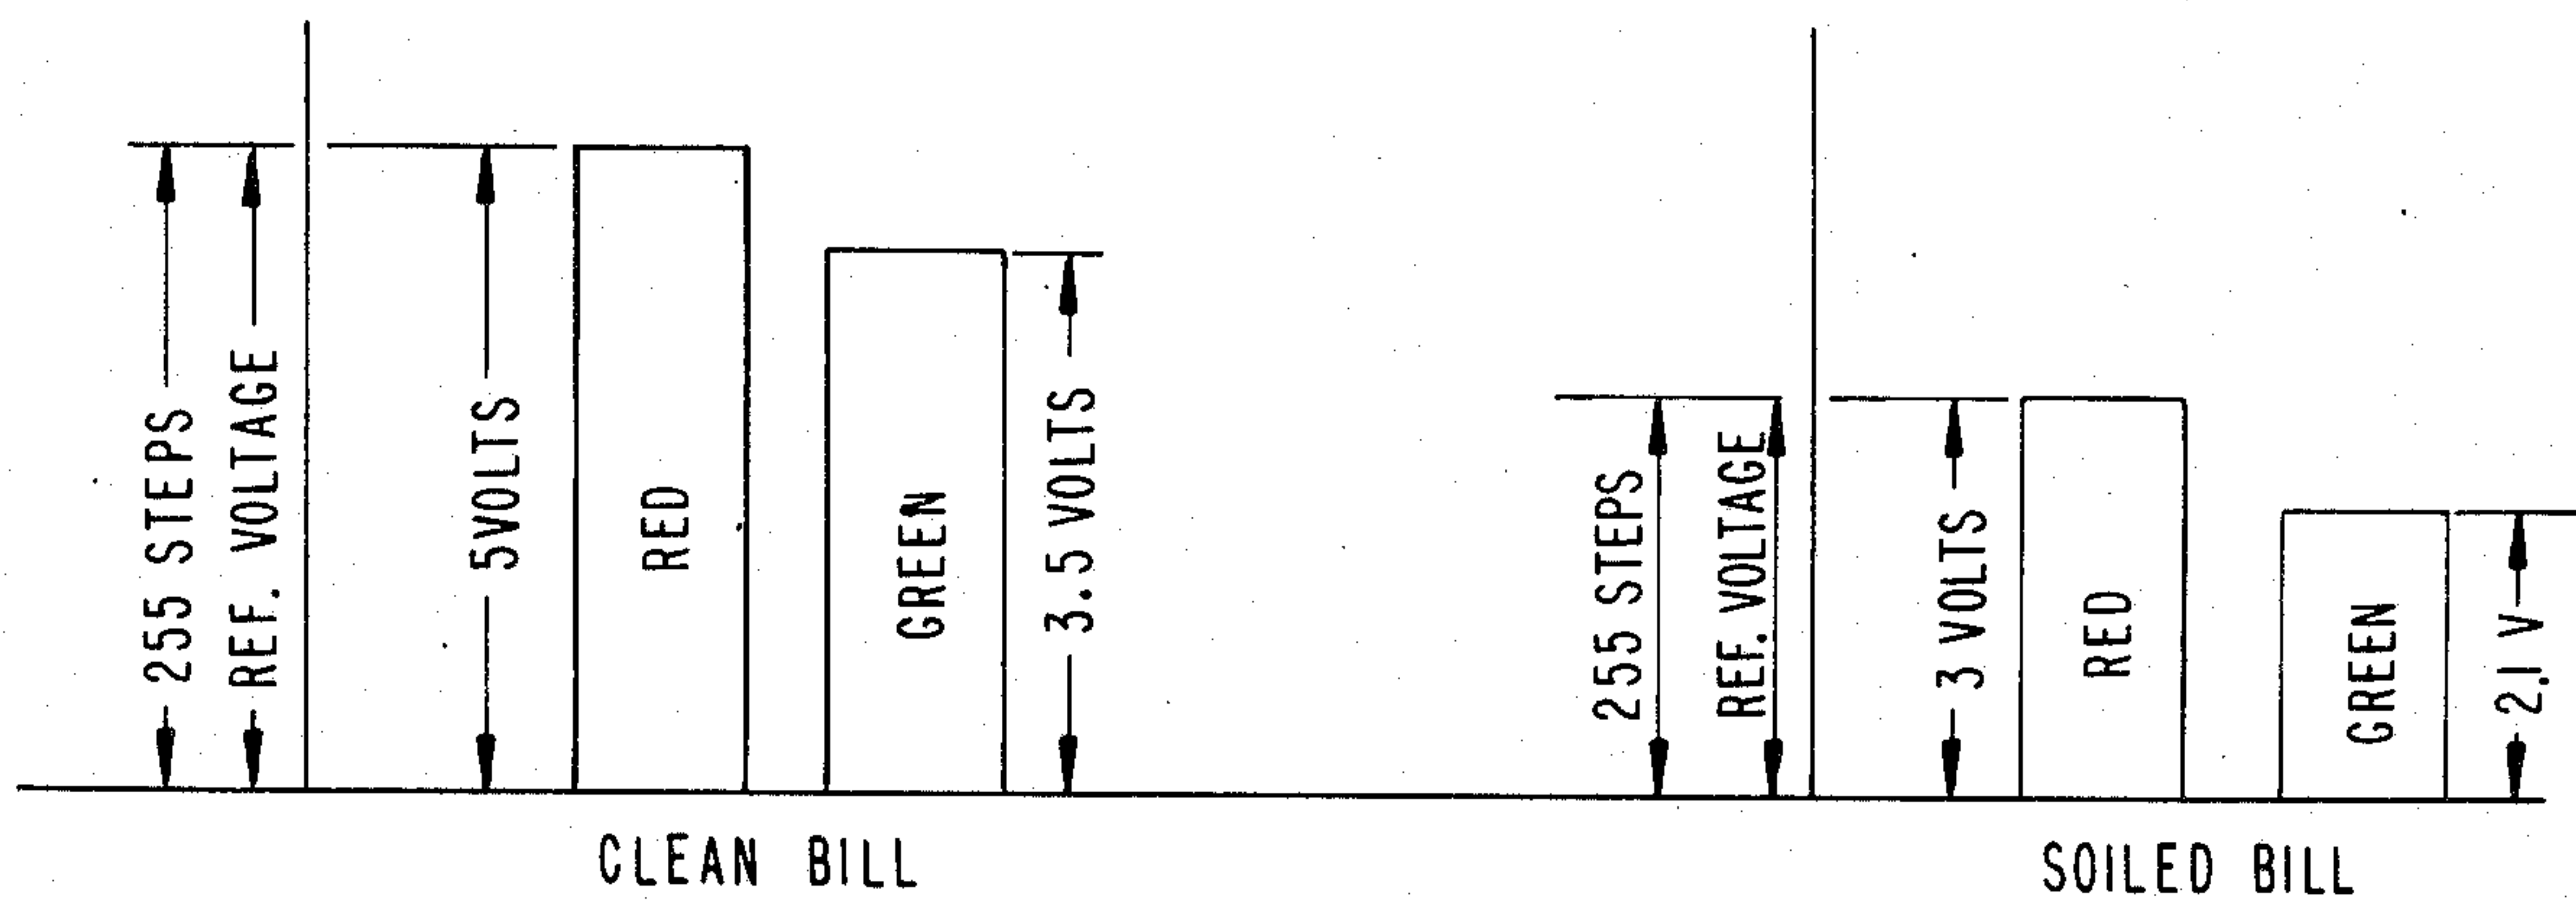 255 STEPS
REF. VOLTAGE
5VOLTS
RED
GREEN
3.5 VOLTS
CLEAN BILL
255 STEPS
REF. VOLTAGE
3 VOLTS
RED
GREEN
2.1 V
SOILED BILL